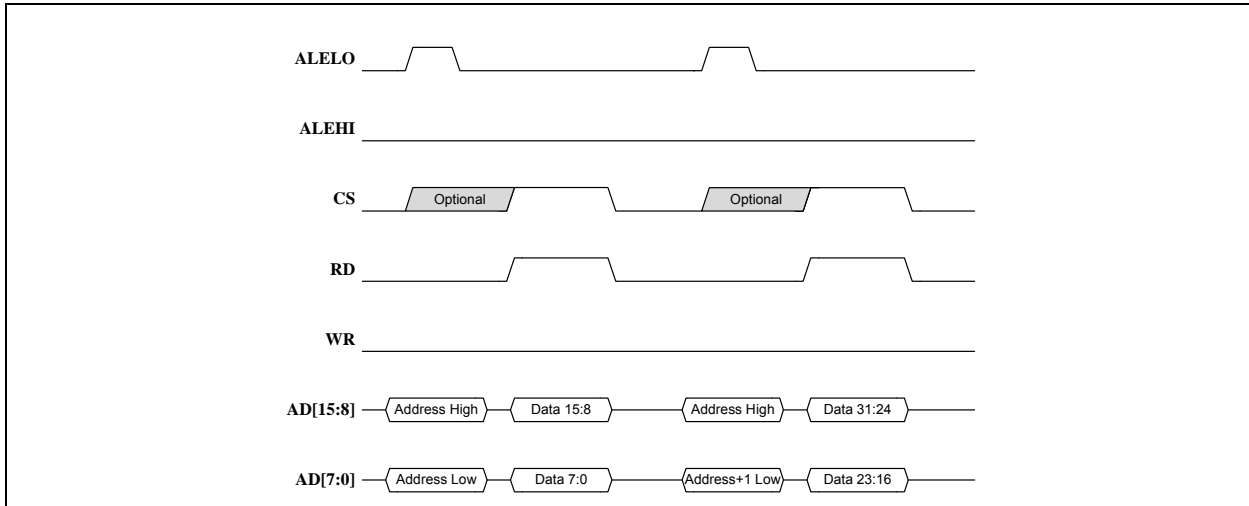 ALELO
ALEHI
CS Optional Optional
RD
WR
AD[15:8] Address High Data 15:8 Address High Data 31:24
AD[7:0] Address Low Data 7:0 Address+1 Low Data 23:16